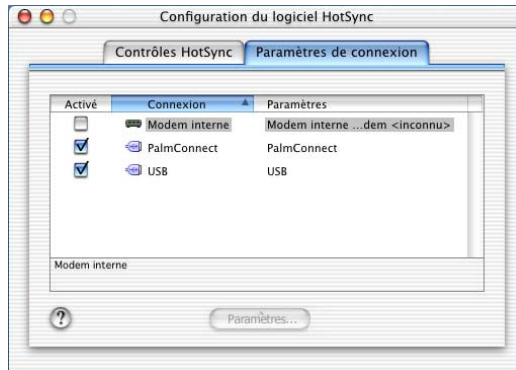 Configuration du logiciel HotSync
Contrôles HotSync Paramètres de connexion
Activé Connexion Paramètres
Modem interne Modem interne ...dem <inconnu>
PalmConnect PalmConnect
USB USB
Modem interne
? Paramètres...